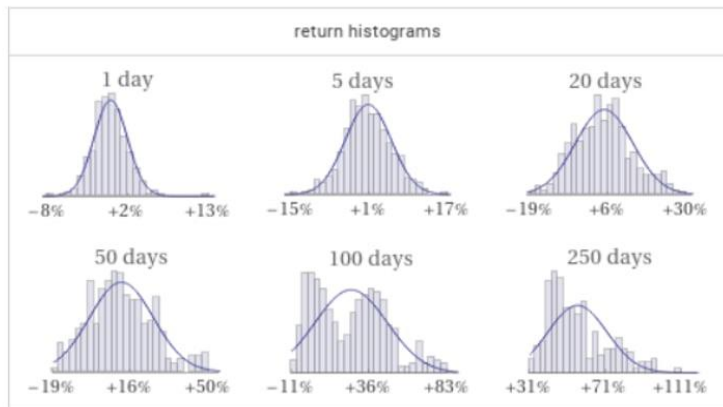 return histograms
1 day 5 days 20 days
−8% +2% +13% −15% +1% +17% −19% +6% +30%
50 days 100 days 250 days
−19% +16% +50% −11% +36% +83% +31% +71% +111%